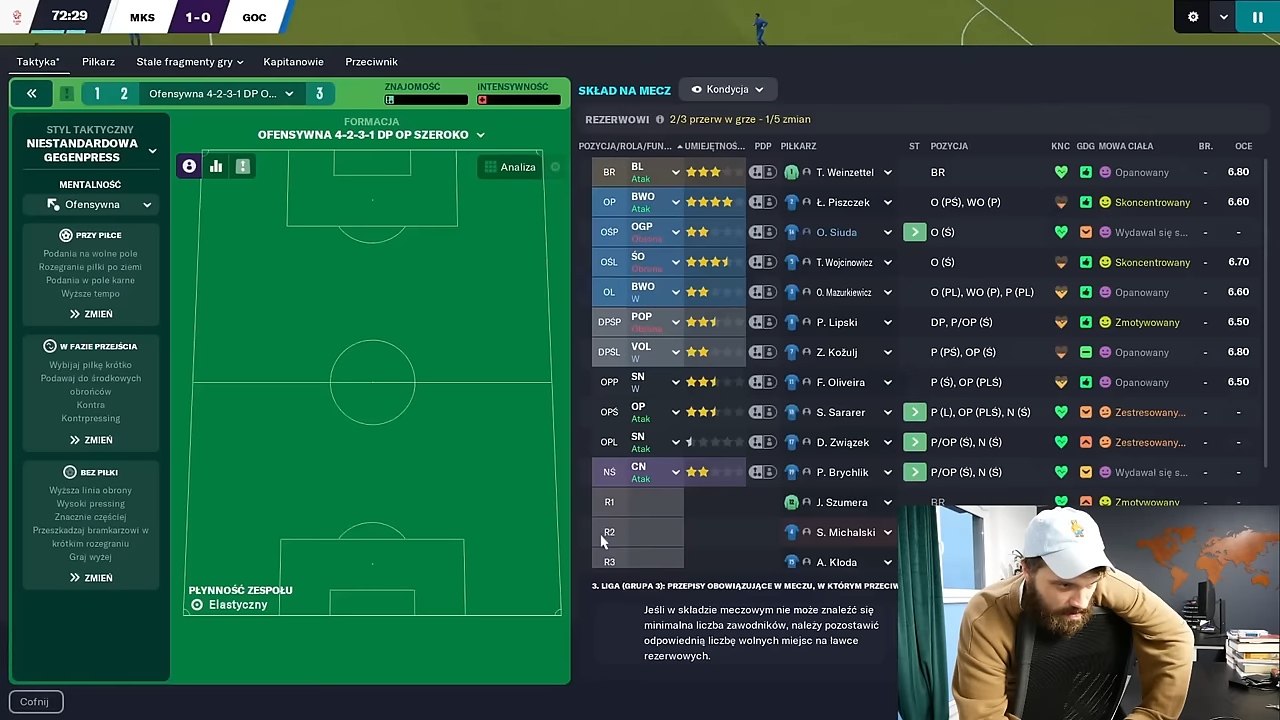 72:29 MKS 1-0 GOC
Taktyka* Piłkarz Stałe fragmenty gry Kapitanowie Przeciwnik
1 2 Ofensywna 4-2-3-1 DP O... 3
ZNAJOMOŚĆ INTENSYWNOŚĆ
STYL TAKTYCZNY
NIESTANDARDOWA
GEGENPRESS
MENTALNOŚĆ
Ofensywna
PRZY PIŁCE
Podania na wolne pole
Rozegranie piłki po ziemi
Podania w pole karne
Wyższe tempo
ZMIEŃ
W FAZIE PRZEJŚCIA
Wybijaj piłkę krótko
Podawaj do środkowych
obrońców
Kontra
Kontrpressing
ZMIEŃ
BEZ PIŁKI
Wyższa linia obrony
Wysoki pressing
Znacznie częściej
Przeszkadzaj bramkarzowi w
krótkim rozegraniu
Graj wyżej
ZMIEŃ
FORMACJA
OFENSYWNA 4-2-3-1 DP OP SZEROKO
Analiza
PŁYNNOŚĆ ZESPOŁU
Elastyczny
SKŁAD NA MECZ Kondycja
REZERWOWI 2/3 przerw w grze - 1/5 zmian
POZYCJA/ROLA/FUN... UMIEJĘTNOŚ... PDP PIŁKARZ ST POZYCJA KNC GDG MOWA CIAŁA BR. OCE
BR BL Atak T. Weinzettel BR Opanowany - 6.80
OP BWO Atak Ł. Piszczek O (PŚ), WO (P) Skoncentrowany - 6.60
OŚP OGP Obrona O. Siuda O (Ś) Wydawał się s... - -
OŚL ŚO Obrona T. Wojcinowicz O (Ś) Skoncentrowany - 6.70
OL BWO W O. Mazurkiewicz O (PL), WO (P), P (PL) Opanowany - 6.60
DPŚP POP Obrona P. Lipski DP, P/OP (Ś) Zmotywowany - 6.50
DPŚL VOL W Z. Kożulj P (PŚ), OP (Ś) Opanowany - 6.80
OPP SN W F. Oliveira P (Ś), OP (PLŚ) Opanowany - 6.50
OPŚ OP Atak S. Sararer P (L), OP (PLŚ), N (Ś) Zestresowany... - -
OPL SN Atak D. Związek P/OP (Ś), N (Ś) Zestresowany... - -
NŚ CN Atak P. Brychlik P/OP (Ś), N (Ś) Wydawał się s... - -
R1 J. Szumera BR Zmotywowany - -
R2 S. Michalski
R3 A. Kłoda
3. LIGA (GRUPA 3): PRZEPISY OBOWIĄZUJĄCE W MECZU, W KTÓRYM PRZECIW
Jeśli w składzie meczowym nie może znaleźć się
minimalna liczba zawodników, należy pozostawić
odpowiednią liczbę wolnych miejsc na ławce
rezerwowych.
Cofnij